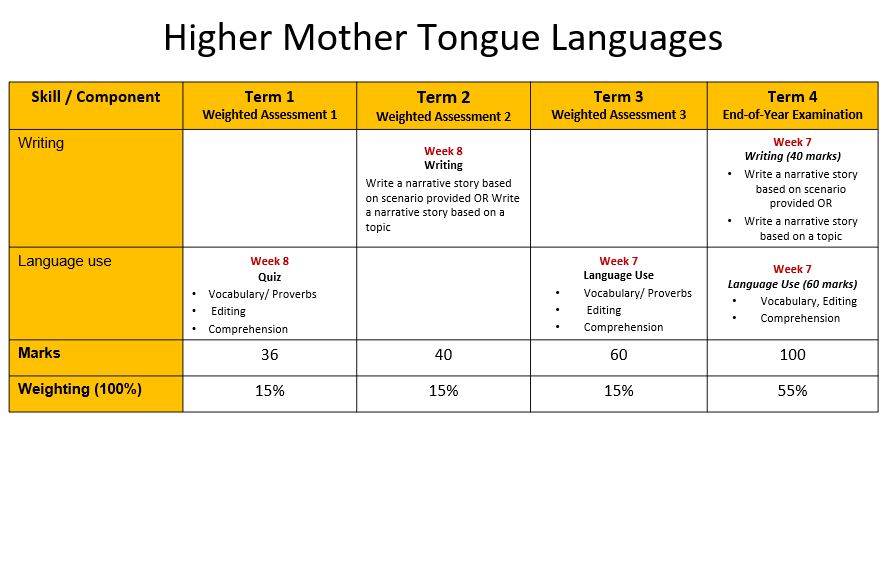 Higher Mother Tongue Languages
Skill / Component
Term 1
Weighted Assessment 1
Term 2
Weighted Assessment 2
Term 3
Weighted Assessment 3
Term 4
End-of-Year Examination
Writing
Week 8
Writing
Write a narrative story based
on scenario provided OR Write
a narrative story based on a
topic
Week 7
Writing (40 marks)
• Write a narrative story
based on scenario
provided OR
• Write a narrative story
based on a topic
Language use
Week 8
Quiz
• Vocabulary/ Proverbs
• Editing
• Comprehension
Week 7
Language Use
• Vocabulary/ Proverbs
• Editing
• Comprehension
Week 7
Language Use (60 marks)
• Vocabulary, Editing
• Comprehension
Marks
36
40
60
100
Weighting (100%)
15%
15%
15%
55%